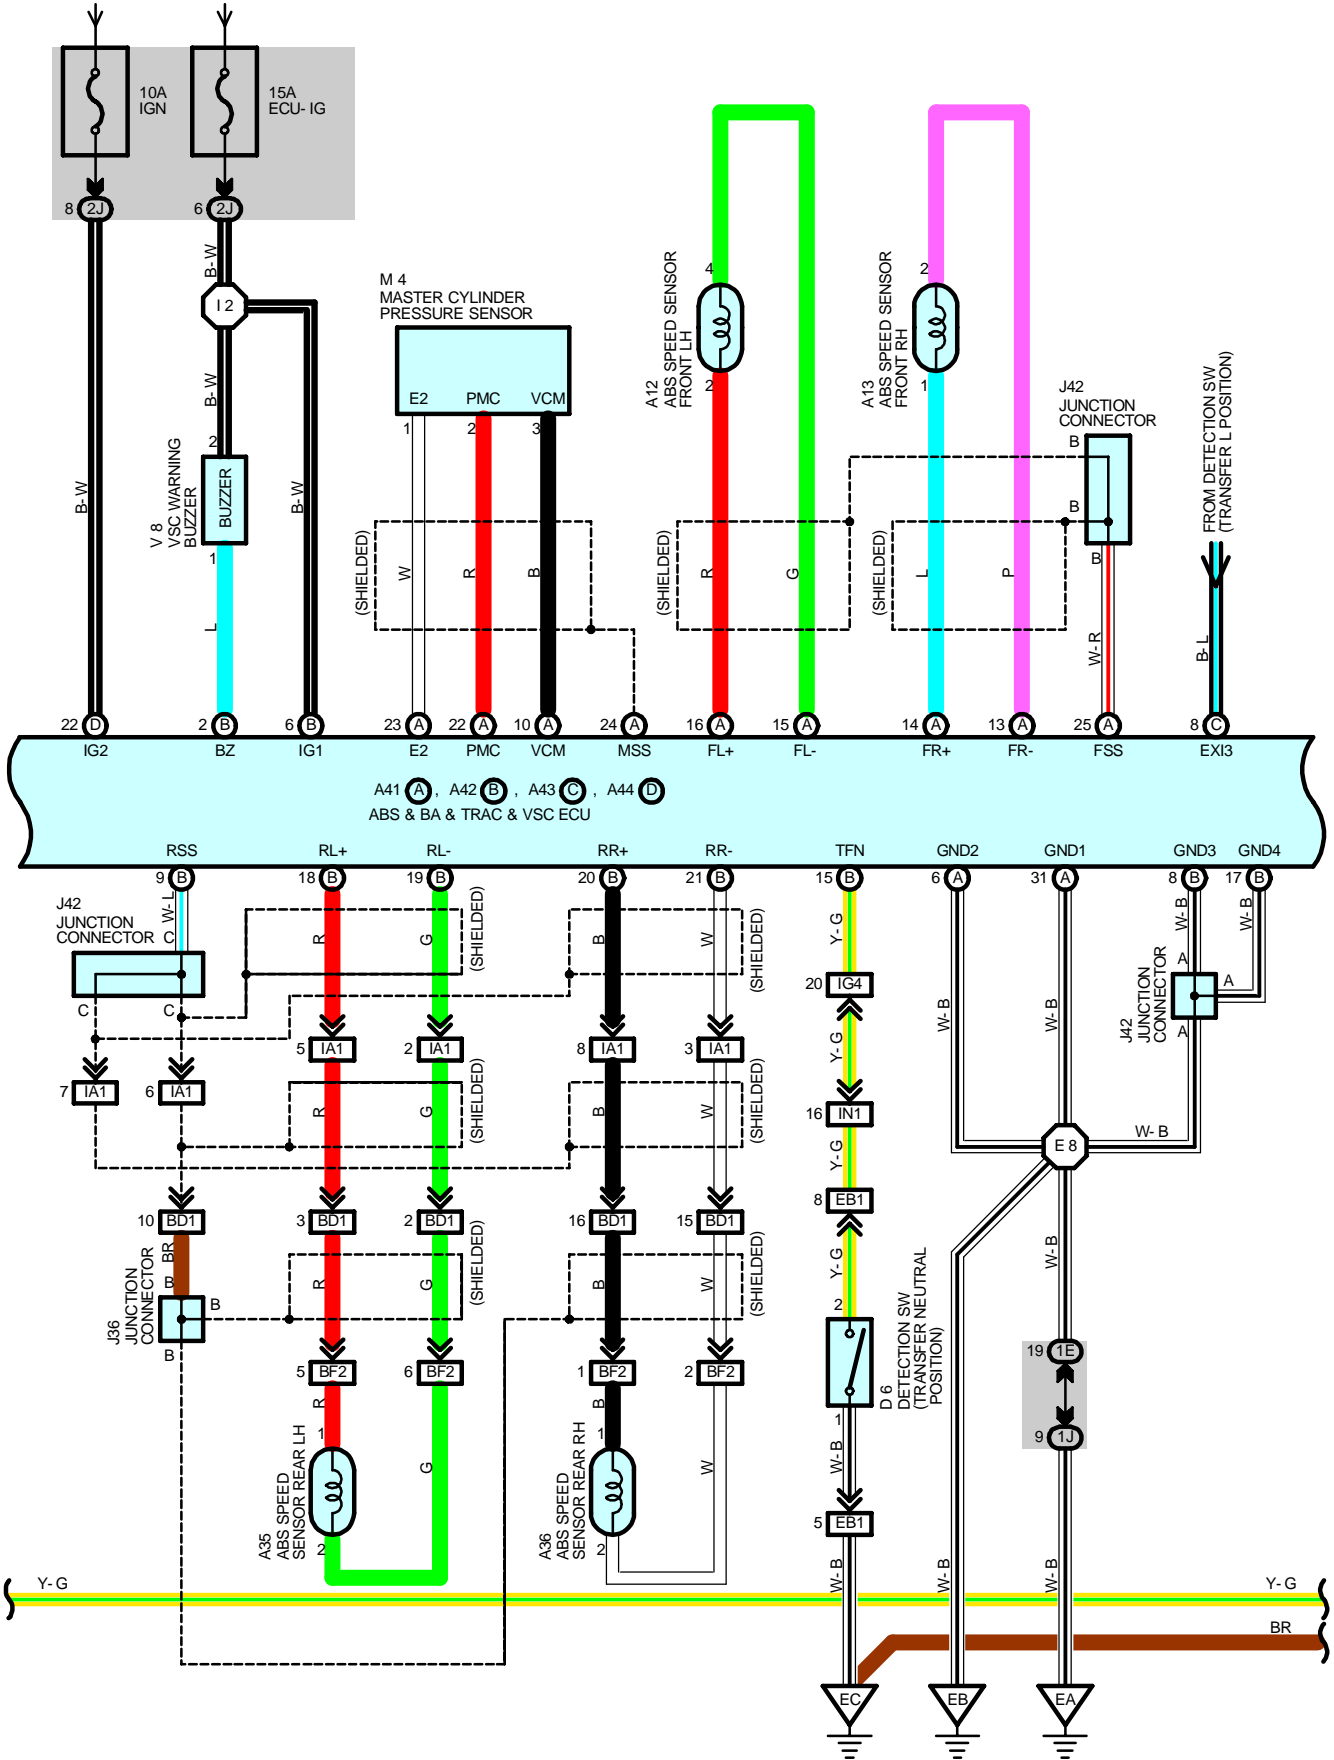 10A
IGN
15A
ECU- IG
8 2J
6 2J
B- W
I 2
B- W
B- W
B- W
2
BUZZER
V 8
VSC WARNING
BUZZER
1
L
M 4
MASTER CYLINDER
PRESSURE SENSOR
E2 PMC VCM
1 2 3
(SHIELDED)
W R B
4
A12
ABS SPEED SENSOR
FRONT LH
2
(SHIELDED)
R G
2
A13
ABS SPEED SENSOR
FRONT RH
1
(SHIELDED)
L P
J42
JUNCTION
CONNECTOR
B
B
B
W- R
FROM DETECTION SW
(TRANSFER L POSITION)
B- L
22 D 2 B 6 B 23 A 22 A 10 A 24 A 16 A 15 A 14 A 13 A 25 A 8 C
IG2 BZ IG1 E2 PMC VCM MSS FL+ FL- FR+ FR- FSS EXI3
A41 A , A42 B , A43 C , A44 D
ABS & BA & TRAC & VSC ECU
RSS RL+ RL- RR+ RR- TFN GND2 GND1 GND3 GND4
9 B 18 B 19 B 20 B 21 B 15 B 6 A 31 A 8 B 17 B
J42
JUNCTION
CONNECTOR
W- L
C
C C
R G
(SHIELDED)
B W
(SHIELDED)
Y- G
20 IG4
W- B
W- B
W- B
W- B
A
A
A
J42
JUNCTION
CONNECTOR
5 IA1 2 IA1 8 IA1 3 IA1
Y- G
7 IA1 6 IA1
R G
(SHIELDED)
B W
(SHIELDED)
16 IN1
Y- G
E 8
W- B
10 BD1 3 BD1 2 BD1 16 BD1 15 BD1
8 EB1
Y- G
BR
B
B
B
J36
JUNCTION
CONNECTOR
R G
(SHIELDED)
B W
(SHIELDED)
W- B
2
D 6
DETECTION SW
(TRANSFER NEUTRAL
POSITION)
1
5 BF2 6 BF2 1 BF2 2 BF2
19 1E
9 1J
R
1
A35
ABS SPEED
SENSOR REAR LH
2
G
B
1
A36
ABS SPEED
SENSOR REAR RH
2
W
W- B
5 EB1
W- B W- B W- B
Y- G Y- G
BR
EC EB EA